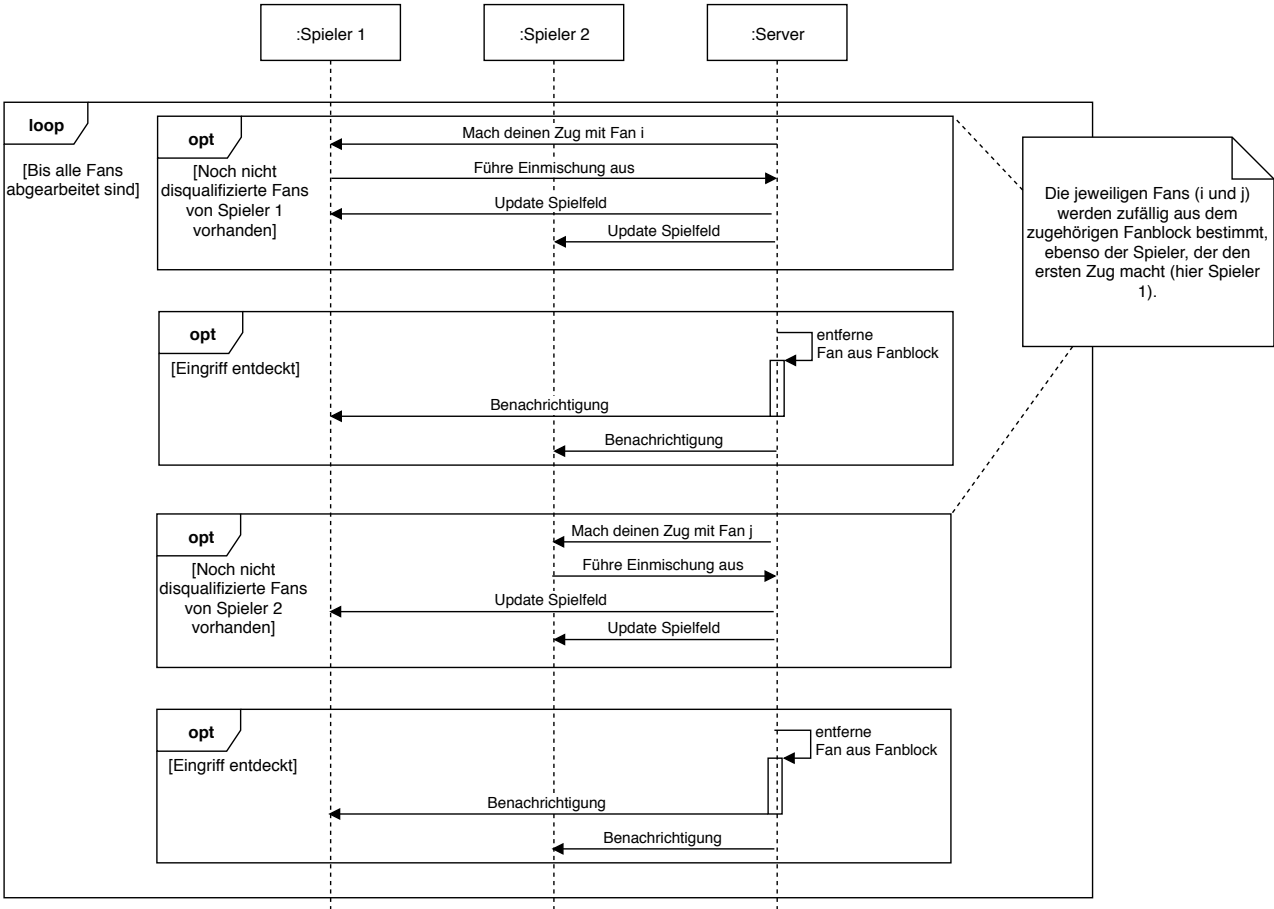 :Spieler 1
:Spieler 2
:Server
loop
[Bis alle Fans
abgearbeitet sind]
opt
[Noch nicht
disqualifizierte Fans
von Spieler 1
vorhanden]
Mach deinen Zug mit Fan i
Führe Einmischung aus
Update Spielfeld
Update Spielfeld
Die jeweiligen Fans (i und j)
werden zufällig aus dem
zugehörigen Fanblock bestimmt,
ebenso der Spieler, der den
ersten Zug macht (hier Spieler
1).
opt
[Eingriff entdeckt]
entferne
Fan aus Fanblock
Benachrichtigung
Benachrichtigung
opt
[Noch nicht
disqualifizierte Fans
von Spieler 2
vorhanden]
Mach deinen Zug mit Fan j
Führe Einmischung aus
Update Spielfeld
Update Spielfeld
opt
[Eingriff entdeckt]
entferne
Fan aus Fanblock
Benachrichtigung
Benachrichtigung